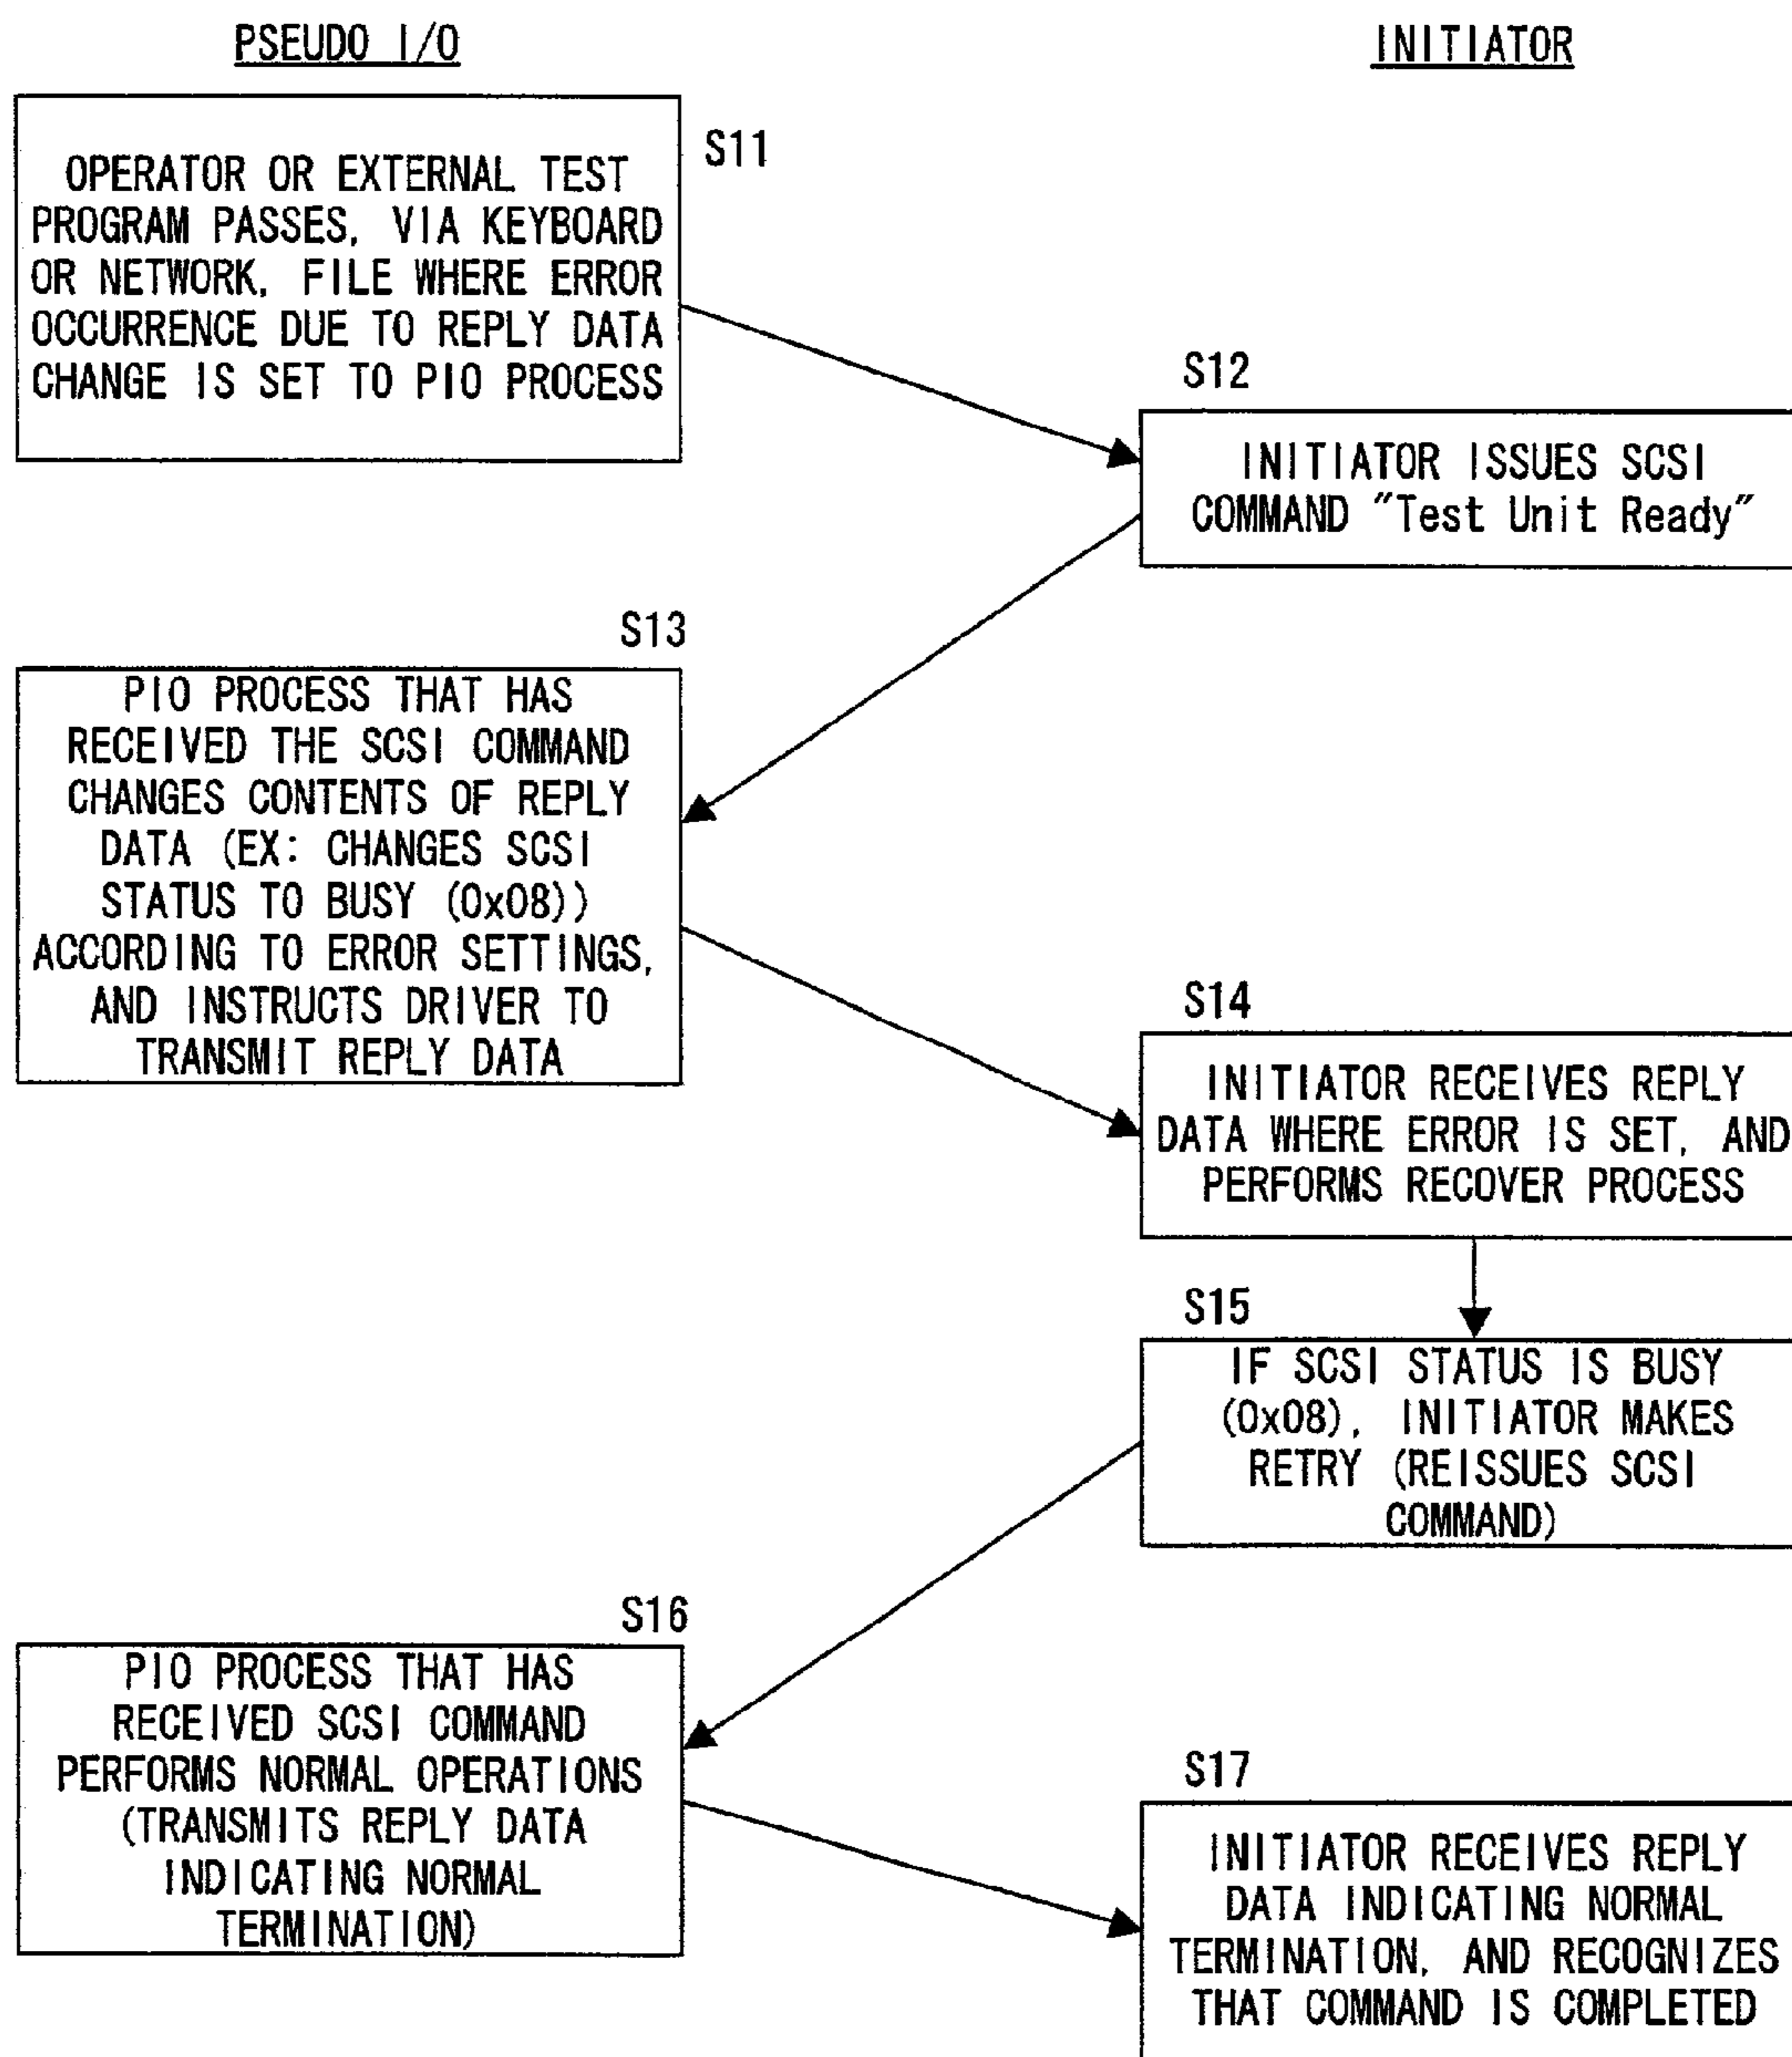 PSEUDO I/O
INITIATOR
S11
OPERATOR OR EXTERNAL TEST
PROGRAM PASSES, VIA KEYBOARD
OR NETWORK, FILE WHERE ERROR
OCCURRENCE DUE TO REPLY DATA
CHANGE IS SET TO PIO PROCESS
S12
INITIATOR ISSUES SCSI
COMMAND "Test Unit Ready"
S13
PIO PROCESS THAT HAS
RECEIVED THE SCSI COMMAND
CHANGES CONTENTS OF REPLY
DATA (EX: CHANGES SCSI
STATUS TO BUSY (0x08))
ACCORDING TO ERROR SETTINGS,
AND INSTRUCTS DRIVER TO
TRANSMIT REPLY DATA
S14
INITIATOR RECEIVES REPLY
DATA WHERE ERROR IS SET, AND
PERFORMS RECOVER PROCESS
S15
IF SCSI STATUS IS BUSY
(0x08), INITIATOR MAKES
RETRY (REISSUES SCSI
COMMAND)
S16
PIO PROCESS THAT HAS
RECEIVED SCSI COMMAND
PERFORMS NORMAL OPERATIONS
(TRANSMITS REPLY DATA
INDICATING NORMAL
TERMINATION)
S17
INITIATOR RECEIVES REPLY
DATA INDICATING NORMAL
TERMINATION, AND RECOGNIZES
THAT COMMAND IS COMPLETED